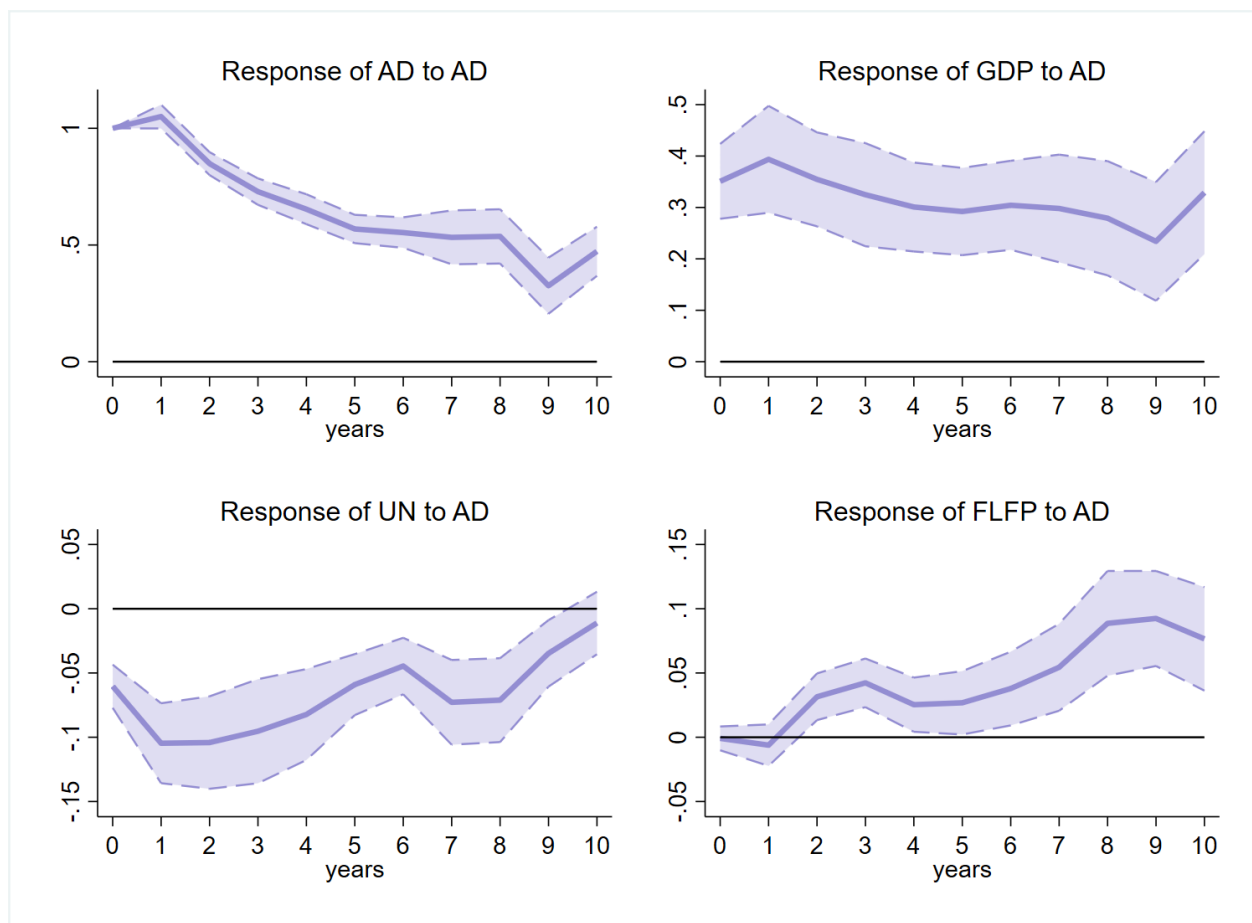 Response of AD to AD
1
.5
0
0 1 2 3 4 5 6 7 8 9 10
years
Response of GDP to AD
.5
.4
.3
.2
.1
0
0 1 2 3 4 5 6 7 8 9 10
years
Response of UN to AD
.05
0
-.05
-.1
-.15
0 1 2 3 4 5 6 7 8 9 10
years
Response of FLFP to AD
.15
.1
.05
0
-.05
0 1 2 3 4 5 6 7 8 9 10
years